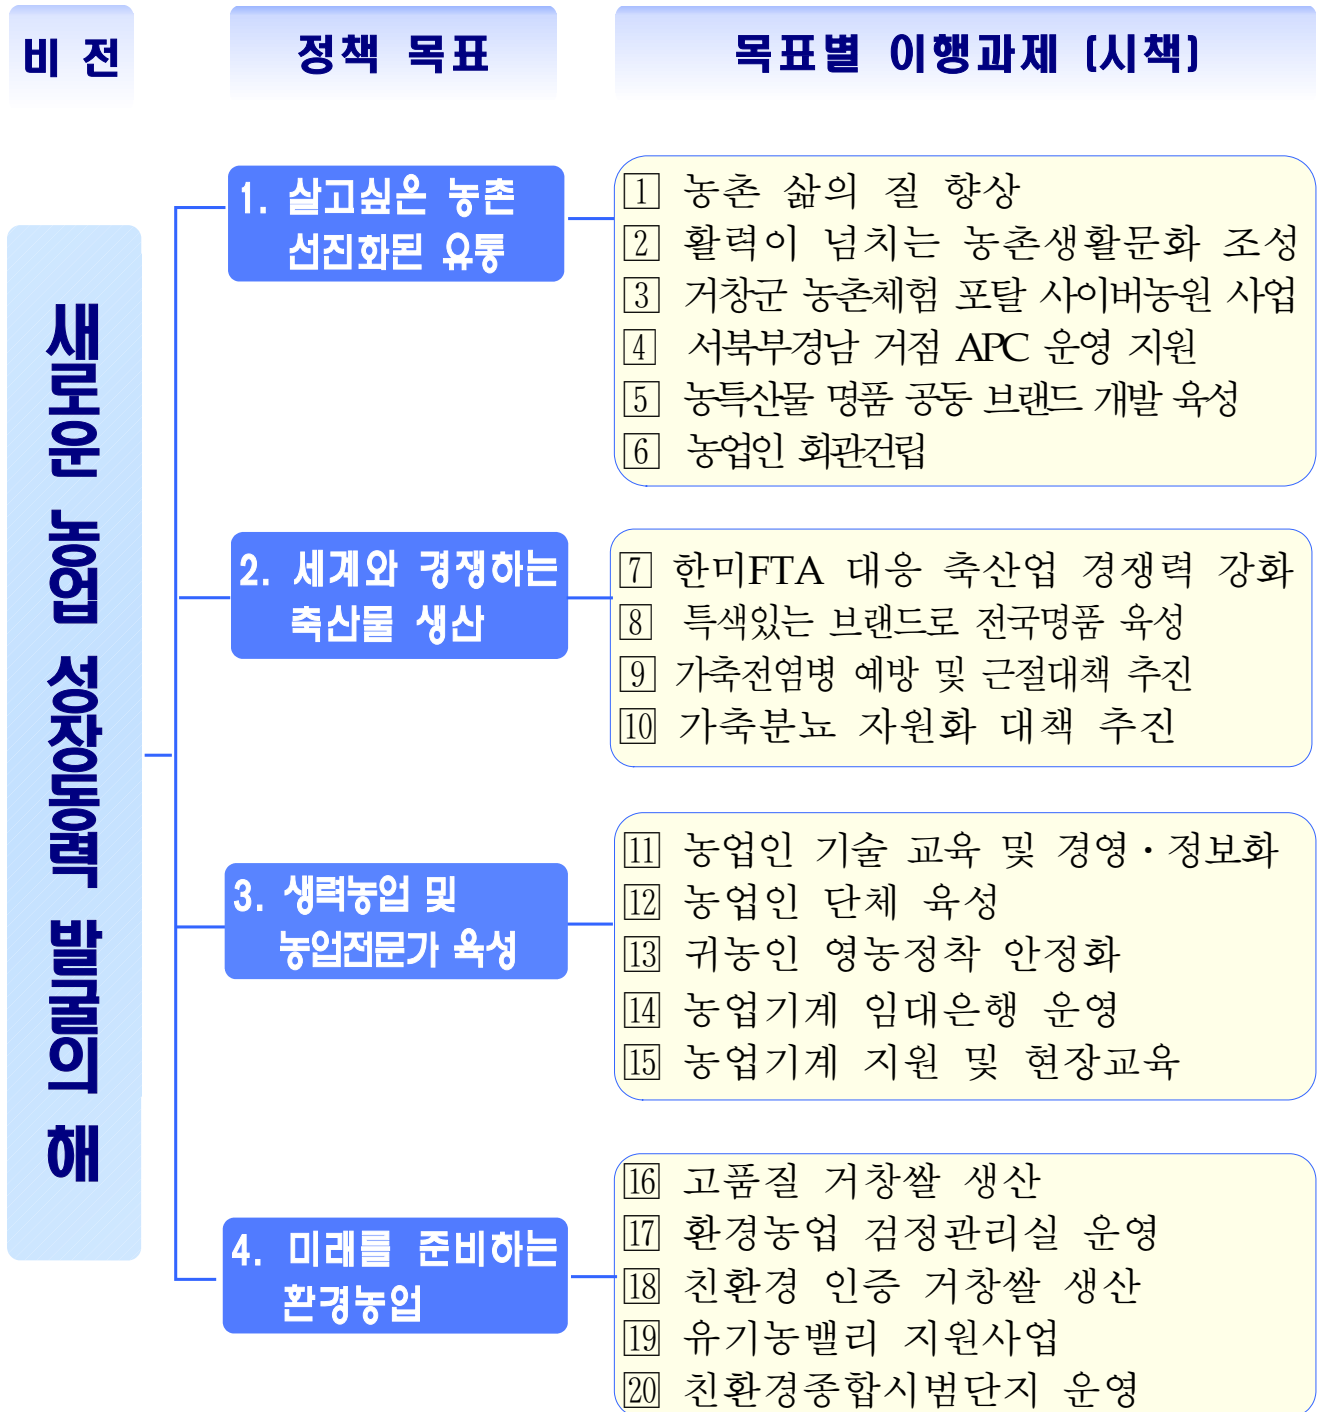 비 전
정책 목표
목표별 이행과제 (시책)
새로운 농업 성장동력 발굴의 해
1. 살고싶은 농촌
선진화된 유통
1 농촌 삶의 질 향상
2 활력이 넘치는 농촌생활문화 조성
3 거창군 농촌체험 포탈 사이버농원 사업
4 서북부경남 거점 APC 운영 지원
5 농특산물 명품 공동 브랜드 개발 육성
6 농업인 회관건립
2. 세계와 경쟁하는
축산물 생산
7 한미FTA 대응 축산업 경쟁력 강화
8 특색있는 브랜드로 전국명품 육성
9 가축전염병 예방 및 근절대책 추진
10 가축분뇨 자원화 대책 추진
3. 생력농업 및
농업전문가 육성
11 농업인 기술 교육 및 경영·정보화
12 농업인 단체 육성
13 귀농인 영농정착 안정화
14 농업기계 임대은행 운영
15 농업기계 지원 및 현장교육
4. 미래를 준비하는
환경농업
16 고품질 거창쌀 생산
17 환경농업 검정관리실 운영
18 친환경 인증 거창쌀 생산
19 유기농밸리 지원사업
20 친환경종합시범단지 운영